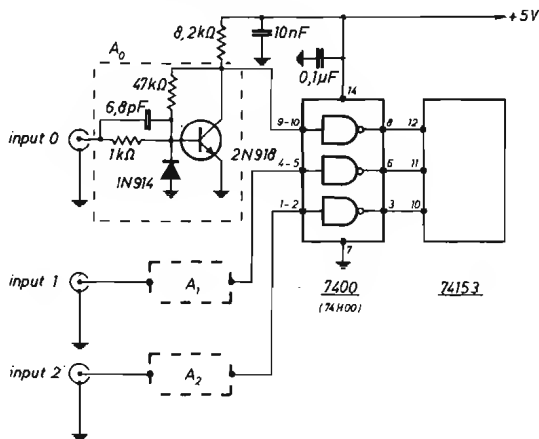 +5V
8,2kΩ
10nF
A₀
0,1µF
47kΩ
14
6,8pF
9-10
8
12
input 0
1kΩ
2N918
4-5
6
11
1N914
1-2
3
10
7
input 1
A₁
7400
74153
(74H00)
input 2
A₂